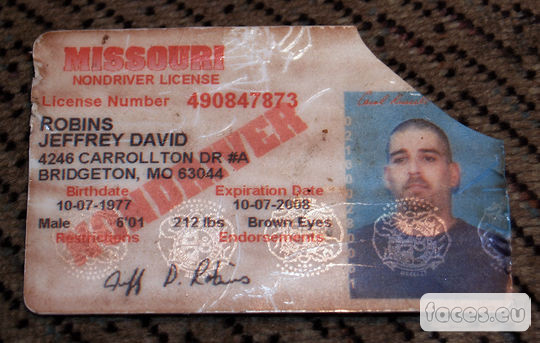 MISSOURI
NONDRIVER LICENSE
License Number 490847873
ROBINS
JEFFREY DAVID
4246 CARROLLTON DR #A
BRIDGETON, MO 63044
Birthdate Expiration Date
10-07-1977 10-07-2008
Male 6'01 212 lbs Brown Eyes
Restrictions Endorsements
NONDRIVER
Jeff D. Robins
faces.eu